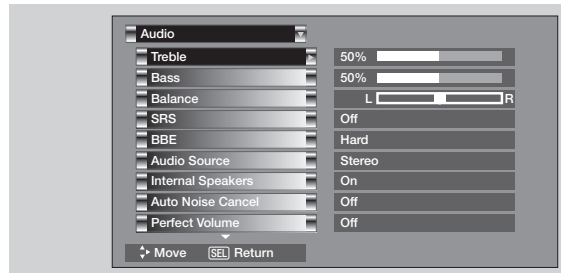 Audio
Treble 50%
Bass 50%
Balance L R
SRS Off
BBE Hard
Audio Source Stereo
Internal Speakers On
Auto Noise Cancel Off
Perfect Volume Off
Move SEL Return